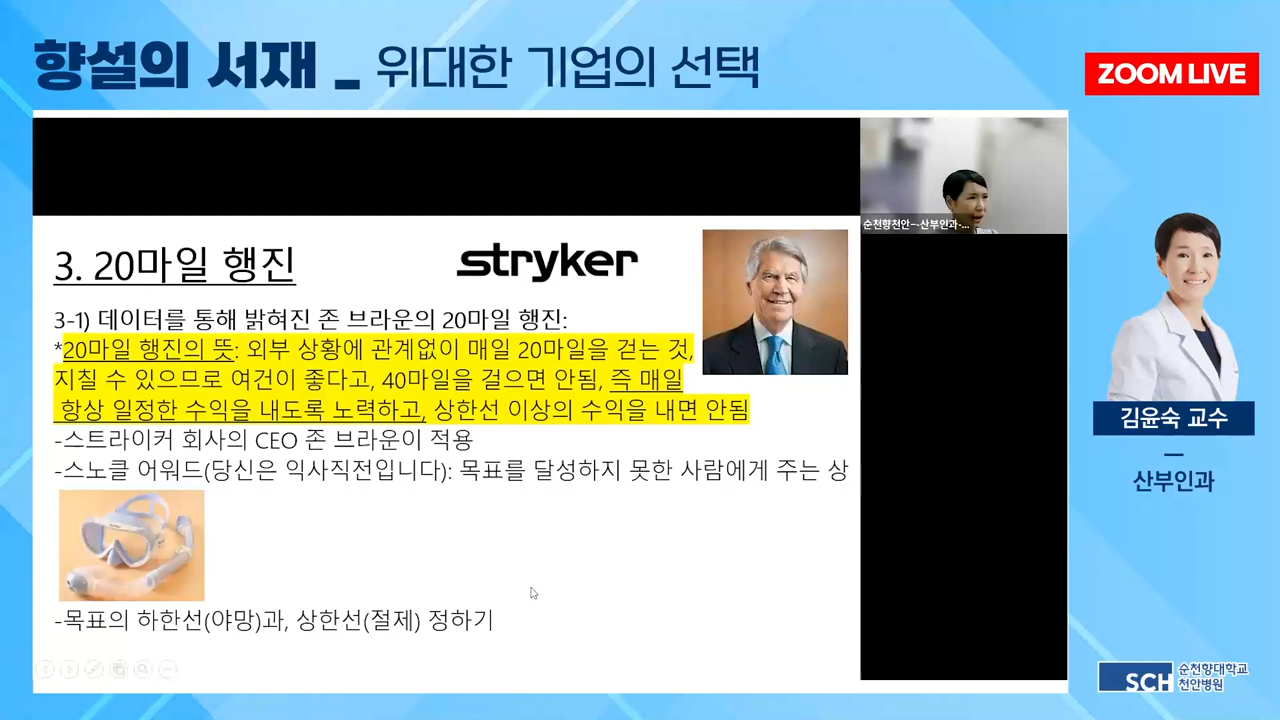 향설의 서재 _ 위대한 기업의 선택
ZOOM LIVE
순천향천안--산부인과-...
3. 20마일 행진
stryker
3-1) 데이터를 통해 밝혀진 존 브라운의 20마일 행진:
*20마일 행진의 뜻: 외부 상황에 관계없이 매일 20마일을 걷는 것,
지칠 수 있으므로 여건이 좋다고, 40마일을 걸으면 안됨, 즉 매일
항상 일정한 수익을 내도록 노력하고, 상한선 이상의 수익을 내면 안됨
-스트라이커 회사의 CEO 존 브라운이 적용
-스노클 어워드(당신은 익사직전입니다): 목표를 달성하지 못한 사람에게 주는 상
-목표의 하한선(야망)과, 상한선(절제) 정하기
김윤숙 교수
산부인과
SCH 순천향대학교
천안병원